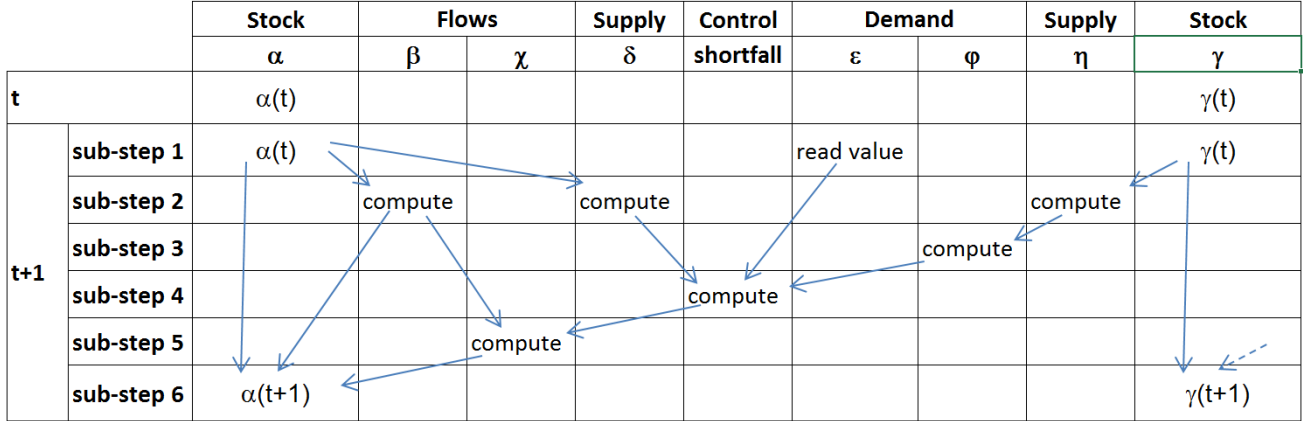 Stock Flows Supply Control Demand Supply Stock
α β χ δ shortfall ε φ η γ
t α(t) γ(t)
sub-step 1 α(t) read value γ(t)
sub-step 2 compute compute compute
sub-step 3 compute
t+1
sub-step 4 compute
sub-step 5 compute
sub-step 6 α(t+1) γ(t+1)